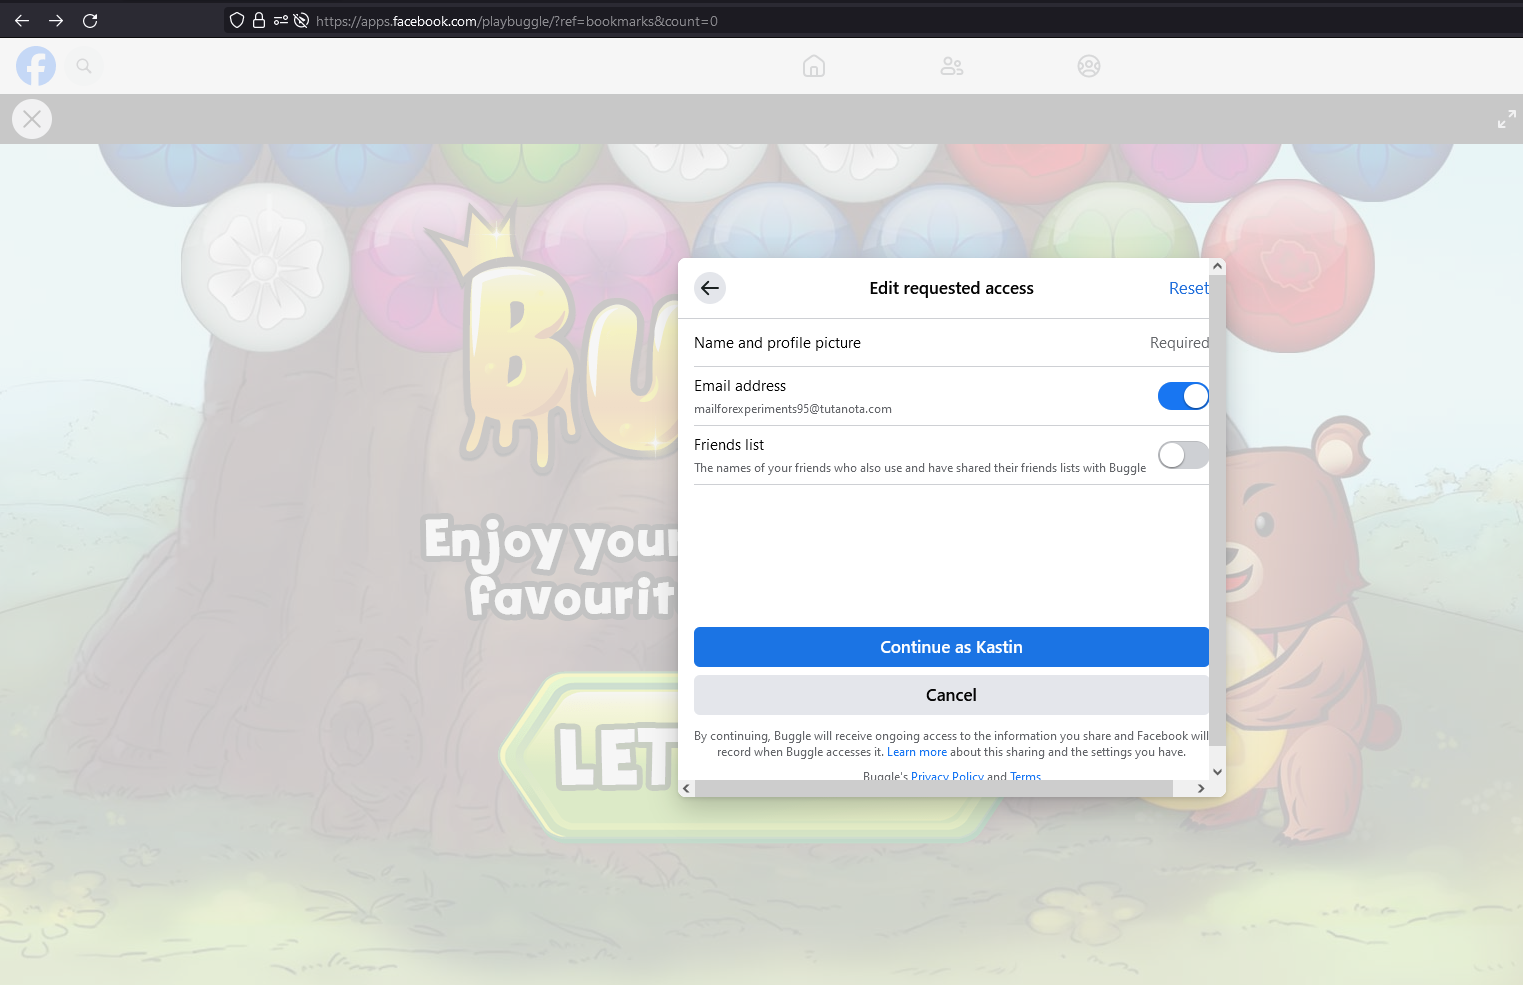 https://apps.facebook.com/playbuggle/?ref=bookmarks&count=0
Edit requested access
Reset
Name and profile picture
Required
Email address
mailforexperiments95@tutanota.com
Friends list
The names of your friends who also use and have shared their friends lists with Buggle
Enjoy your
favourit
Continue as Kastin
Cancel
LET
By continuing, Buggle will receive ongoing access to the information you share and Facebook will
record when Buggle accesses it. Learn more about this sharing and the settings you have.
Buggle's Privacy Policy and Terms